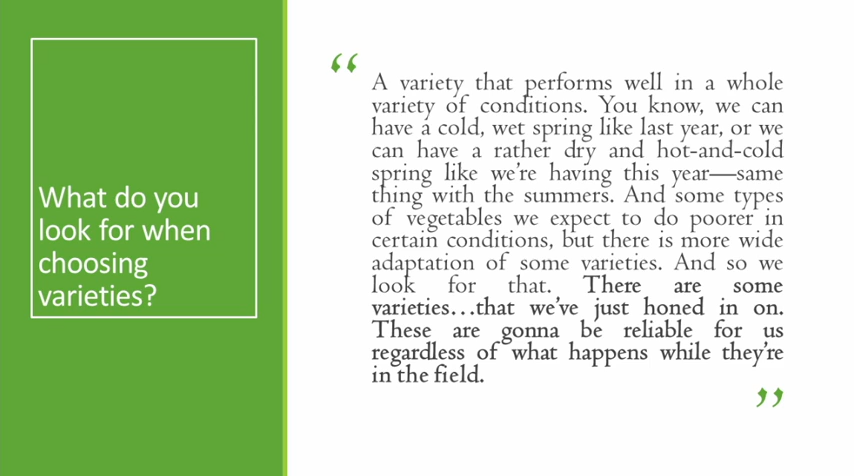 What do you
look for when
choosing
varieties?
“
A variety that performs well in a whole
variety of conditions. You know, we can
have a cold, wet spring like last year, or we
can have a rather dry and hot-and-cold
spring like we’re having this year—same
thing with the summers. And some types
of vegetables we expect to do poorer in
certain conditions, but there is more wide
adaptation of some varieties. And so we
look for that. There are some
varieties…that we’ve just honed in on.
These are gonna be reliable for us
regardless of what happens while they’re
in the field.
”